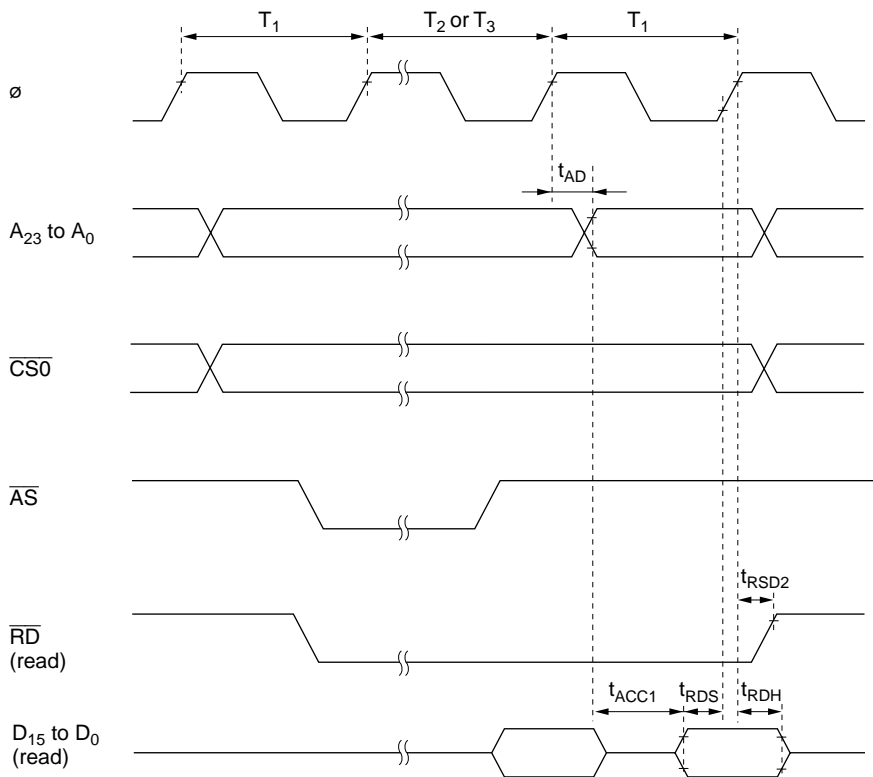 T₁ T₂ or T₃ T₁
ø
tAD
A₂₃ to A₀
CS0
AS
tRSD2
RD
(read)
tACC1 tRDS tRDH
D₁₅ to D₀
(read)